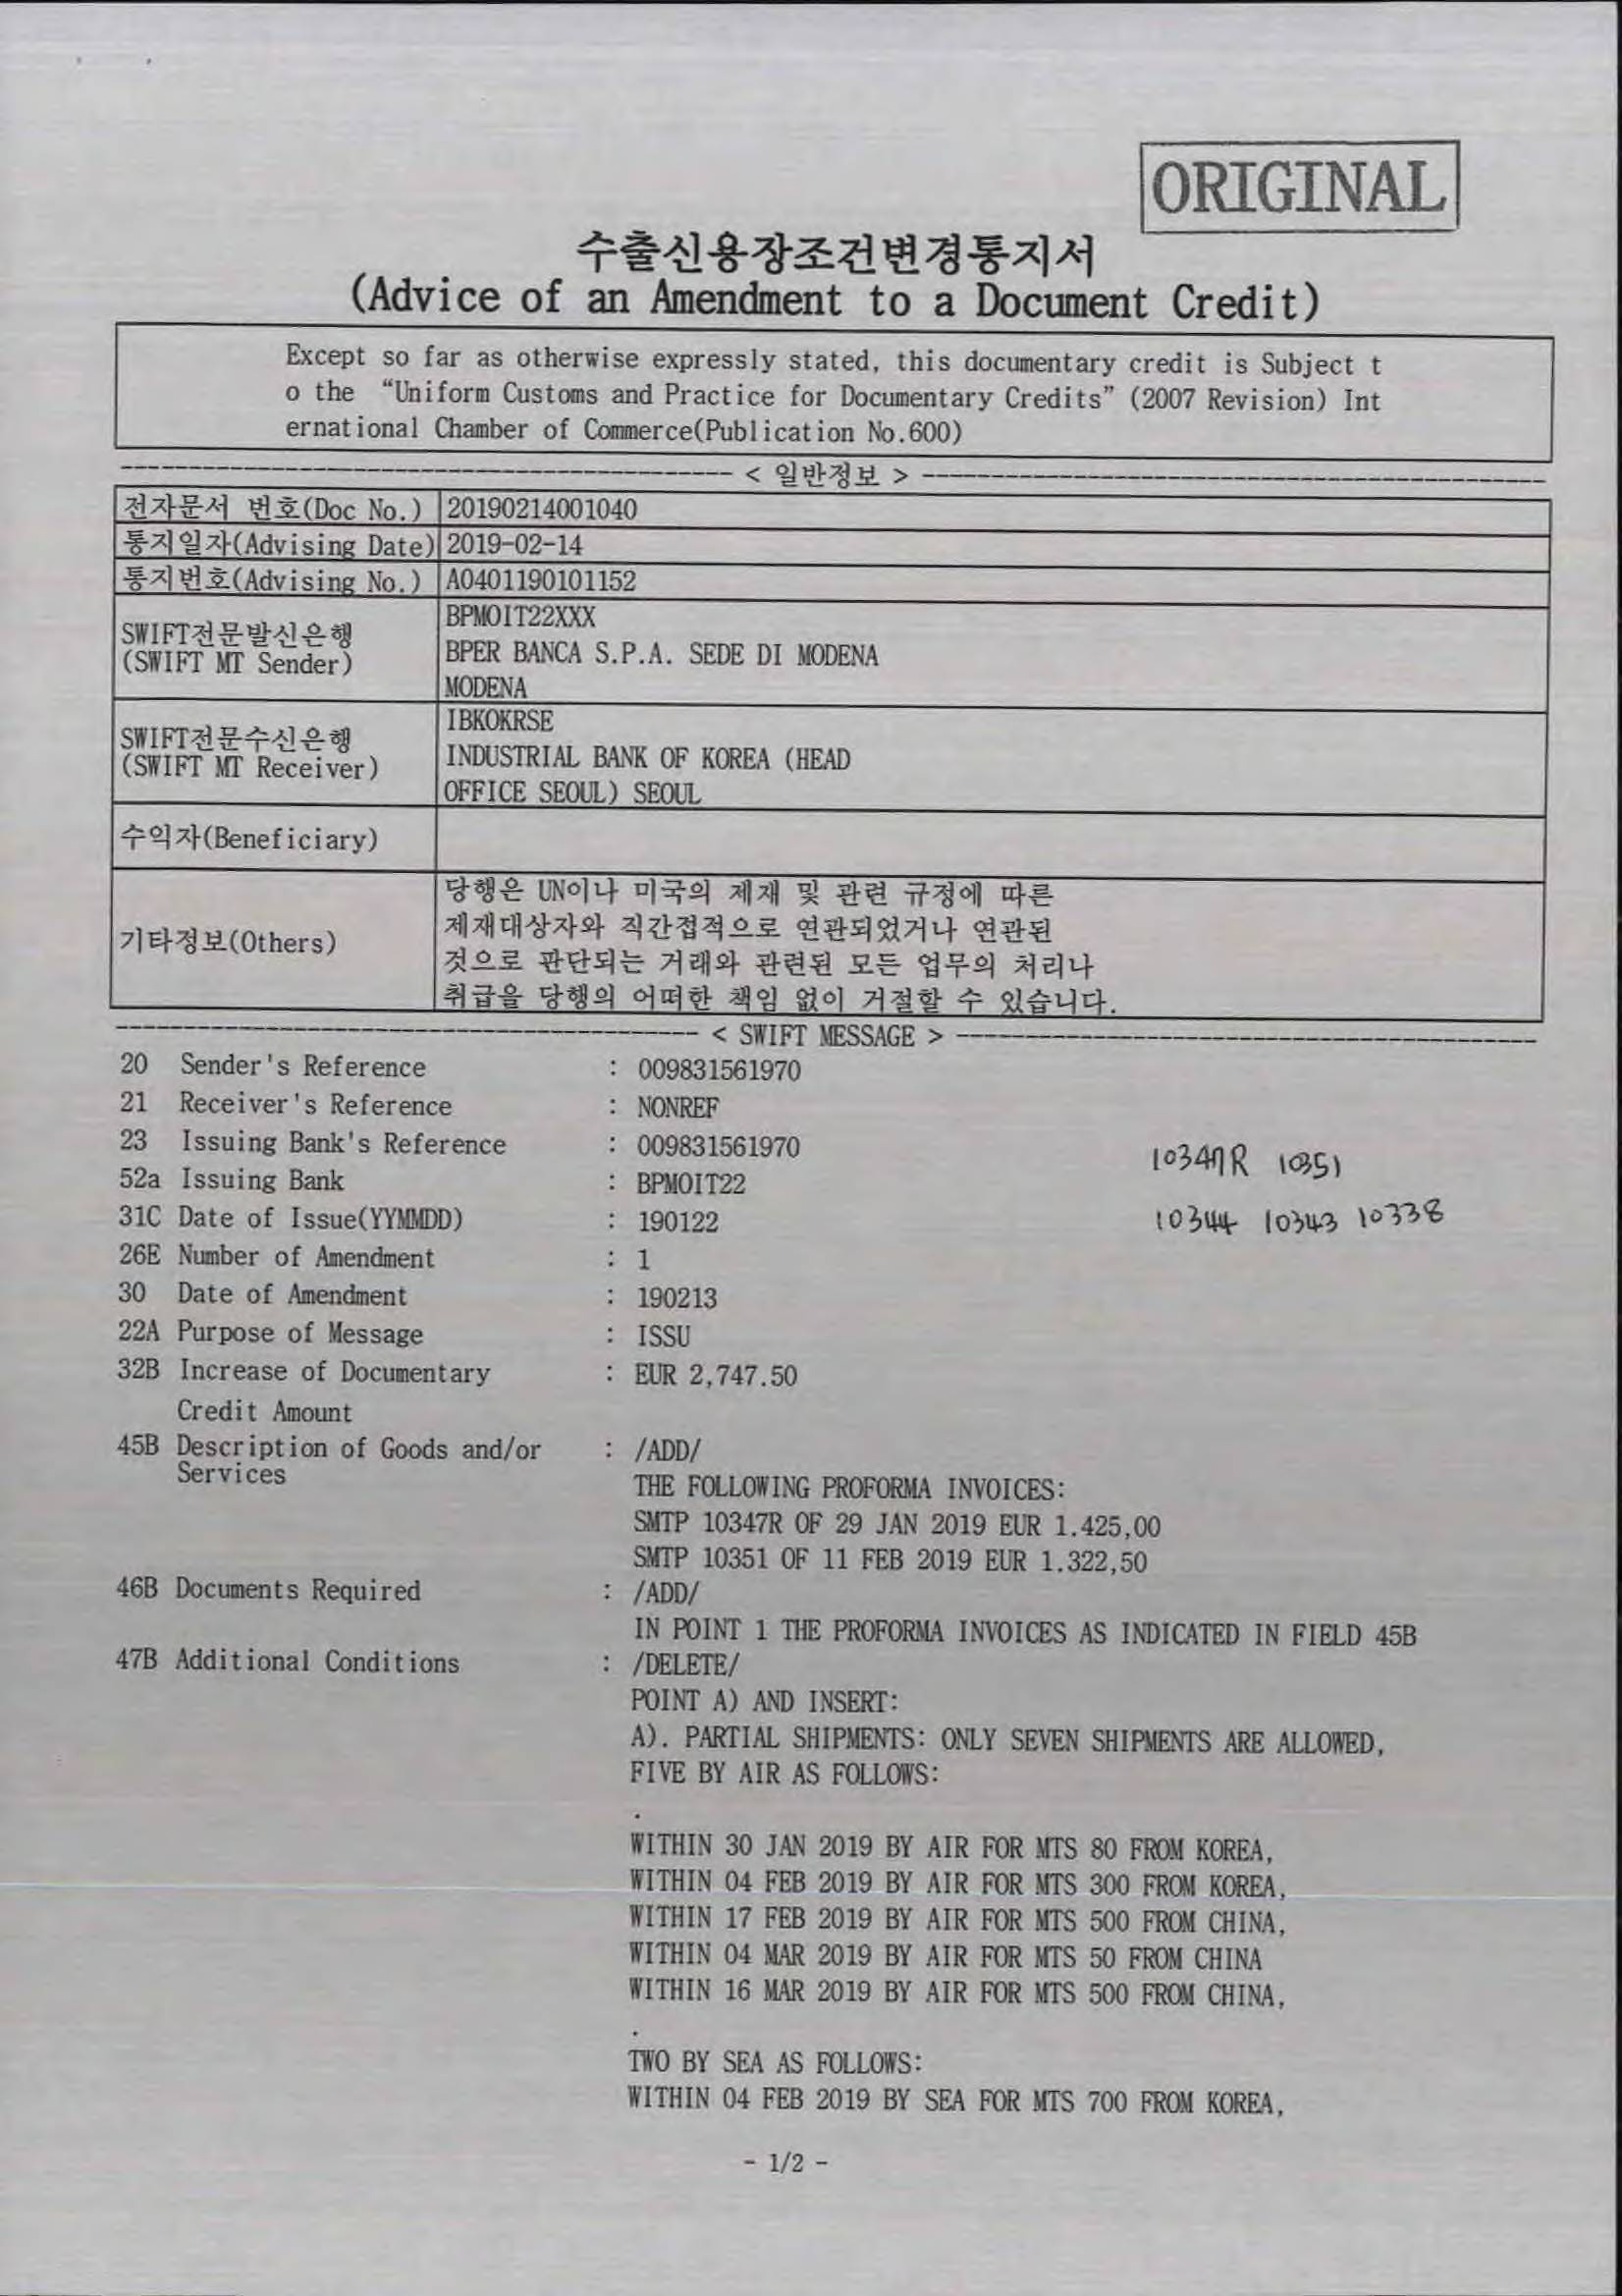 ORIGINAL
수출신용장조건변경통지서
(Advice of an Amendment to a Document Credit)
Except so far as otherwise expressly stated, this documentary credit is Subject t
o the “Uniform Customs and Practice for Documentary Credits” (2007 Revision) Int
ernational Chamber of Commerce(Publication No.600)
< 일반정보 >
전자문서 번호(Doc No.) 20190214001040
통지일자(Advising Date) 2019-02-14
통지번호(Advising No.) A0401190101152
SWIFT전문발신은행
(SWIFT MT Sender)
BPMOIT22XXX
BPER BANCA S.P.A. SEDE DI MODENA
MODENA
SWIFT전문수신은행
(SWIFT MT Receiver)
IBKOKRSE
INDUSTRIAL BANK OF KOREA (HEAD
OFFICE SEOUL) SEOUL
수익자(Beneficiary)
기타정보(Others)
당행은 UN이나 미국의 제재 및 관련 규정에 따른
제재대상자와 직간접적으로 연관되었거나 연관된
것으로 판단되는 거래와 관련된 모든 업무의 처리나
취급을 당행의 어떠한 책임 없이 거절할 수 있습니다.
< SWIFT MESSAGE >
20 Sender's Reference : 009831561970
21 Receiver's Reference : NONREF
23 Issuing Bank's Reference : 009831561970
10347R 10351
52a Issuing Bank : BPMOIT22
31C Date of Issue(YYMMDD) : 190122
10344 10343 10338
26E Number of Amendment : 1
30 Date of Amendment : 190213
22A Purpose of Message : ISSU
32B Increase of Documentary : EUR 2,747.50
Credit Amount
45B Description of Goods and/or : /ADD/
Services
THE FOLLOWING PROFORMA INVOICES:
SMTP 10347R OF 29 JAN 2019 EUR 1.425,00
SMTP 10351 OF 11 FEB 2019 EUR 1.322,50
46B Documents Required : /ADD/
IN POINT 1 THE PROFORMA INVOICES AS INDICATED IN FIELD 45B
47B Additional Conditions : /DELETE/
POINT A) AND INSERT:
A). PARTIAL SHIPMENTS: ONLY SEVEN SHIPMENTS ARE ALLOWED,
FIVE BY AIR AS FOLLOWS:
.
WITHIN 30 JAN 2019 BY AIR FOR MTS 80 FROM KOREA,
WITHIN 04 FEB 2019 BY AIR FOR MTS 300 FROM KOREA,
WITHIN 17 FEB 2019 BY AIR FOR MTS 500 FROM CHINA,
WITHIN 04 MAR 2019 BY AIR FOR MTS 50 FROM CHINA
WITHIN 16 MAR 2019 BY AIR FOR MTS 500 FROM CHINA,
.
TWO BY SEA AS FOLLOWS:
WITHIN 04 FEB 2019 BY SEA FOR MTS 700 FROM KOREA,
- 1/2 -